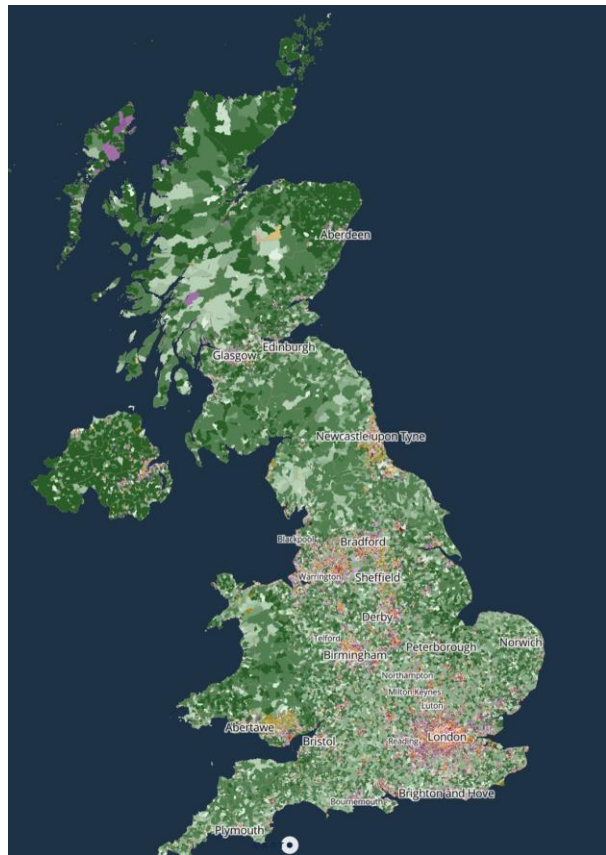 Aberdeen
Edinburgh
Glasgow
Newcastle upon Tyne
Blackpool
Bradford
Warrington
Sheffield
Derby
Telford
Birmingham
Peterborough
Norwich
Northampton
Milton Keynes
Luton
Abertawe
Bristol
Reading
London
Bournemouth
Brighton and Hove
Plymouth